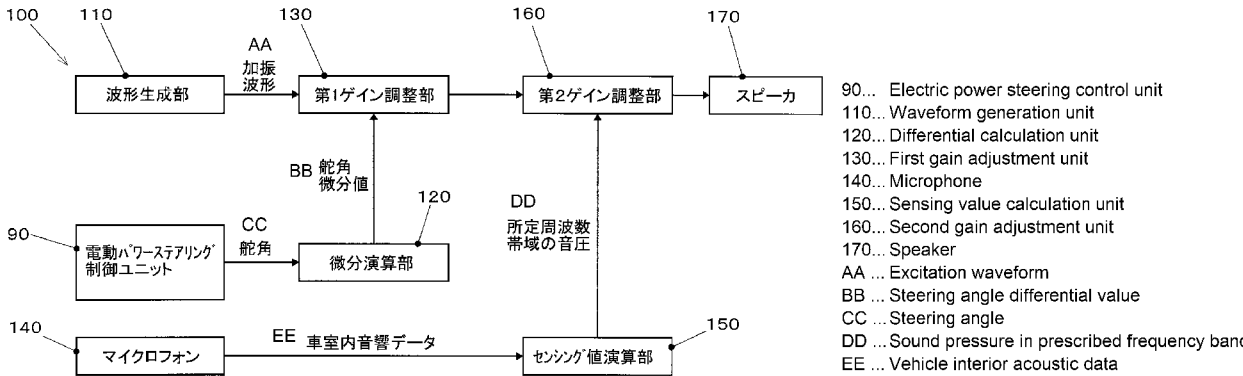 100
110
130
160
170
AA
加振
波形
波形生成部
第1ゲイン調整部
第2ゲイン調整部
スピーカ
BB 舵角
微分値
120
DD
所定周波数
帯域の音圧
90
CC
舵角
電動パワーステアリング
制御ユニット
微分演算部
140
EE 車室内音響データ
150
マイクロフォン
センシング値演算部
90... Electric power steering control unit
110... Waveform generation unit
120... Differential calculation unit
130... First gain adjustment unit
140... Microphone
150... Sensing value calculation unit
160... Second gain adjustment unit
170... Speaker
AA ... Excitation waveform
BB ... Steering angle differential value
CC ... Steering angle
DD ... Sound pressure in prescribed frequency band
EE ... Vehicle interior acoustic data